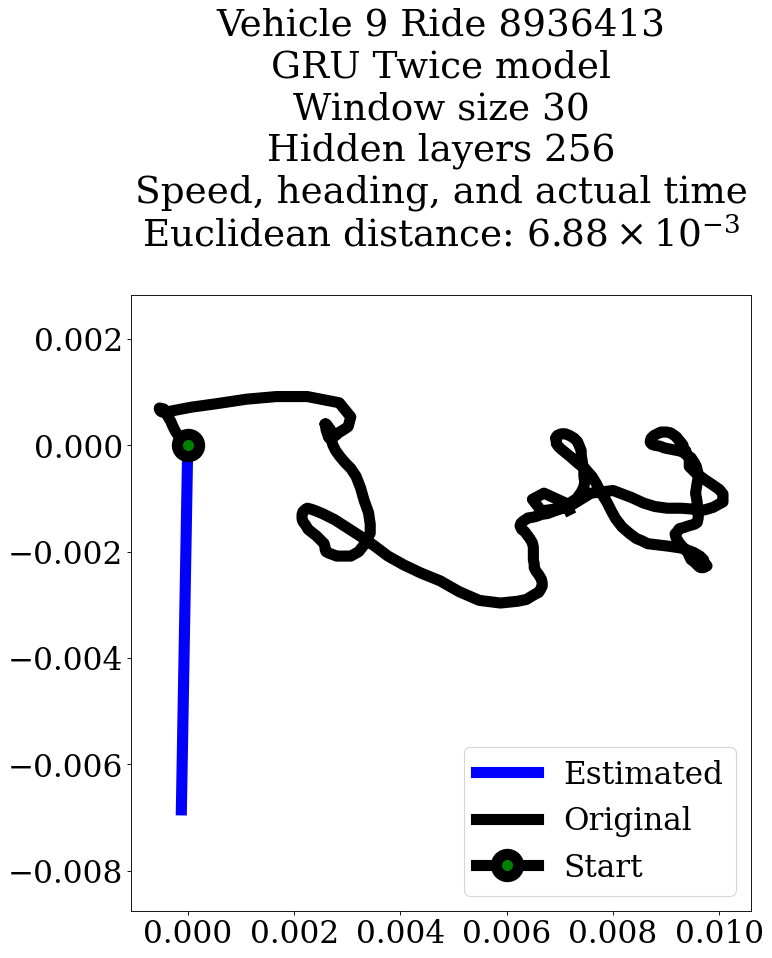 Vehicle 9 Ride 8936413
GRU Twice model
Window size 30
Hidden layers 256
Speed, heading, and actual time
Euclidean distance: 6.88 × 10⁻³
0.002
0.000
−0.002
−0.004
−0.006
−0.008
Estimated
Original
Start
0.000 0.002 0.004 0.006 0.008 0.010